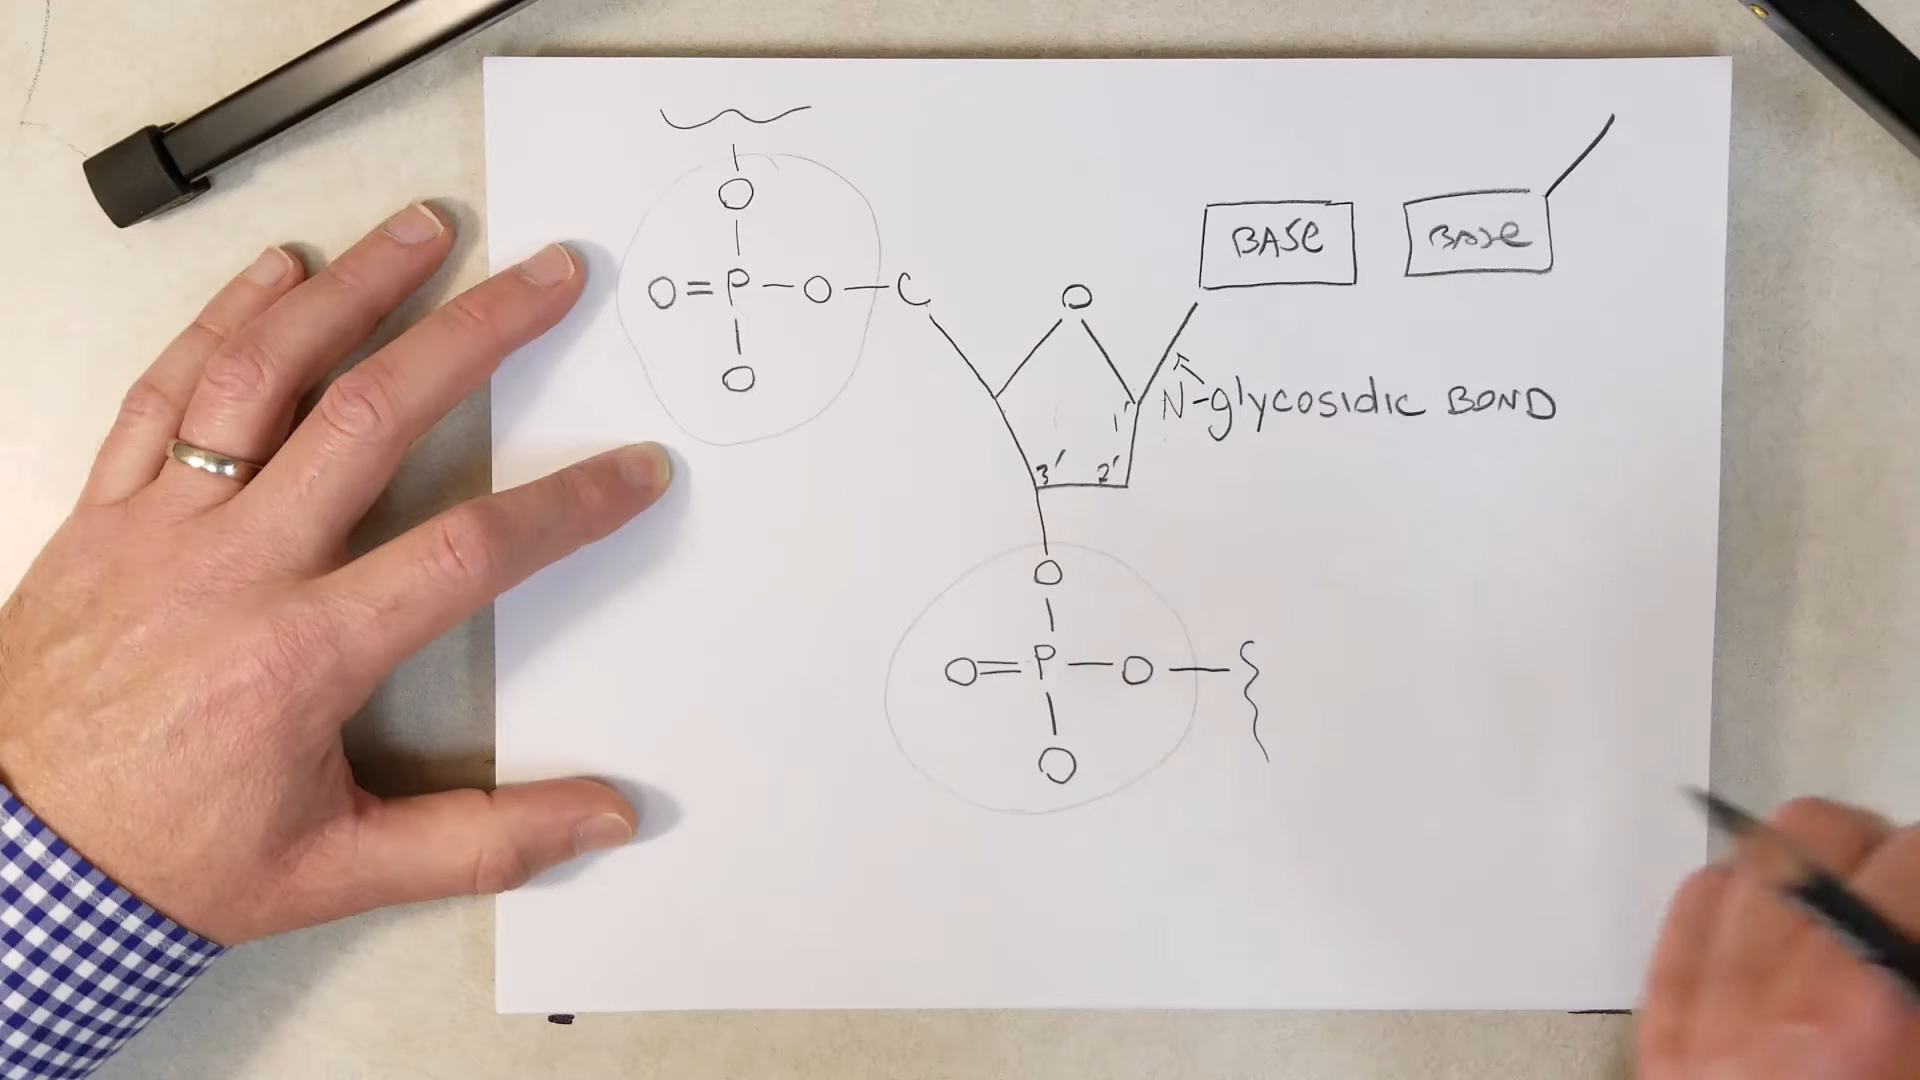 O
O=P-O-C
O
O
BASE
BASE
N-glycosidic BOND
1'
3' 2'
O
O=P-O
O